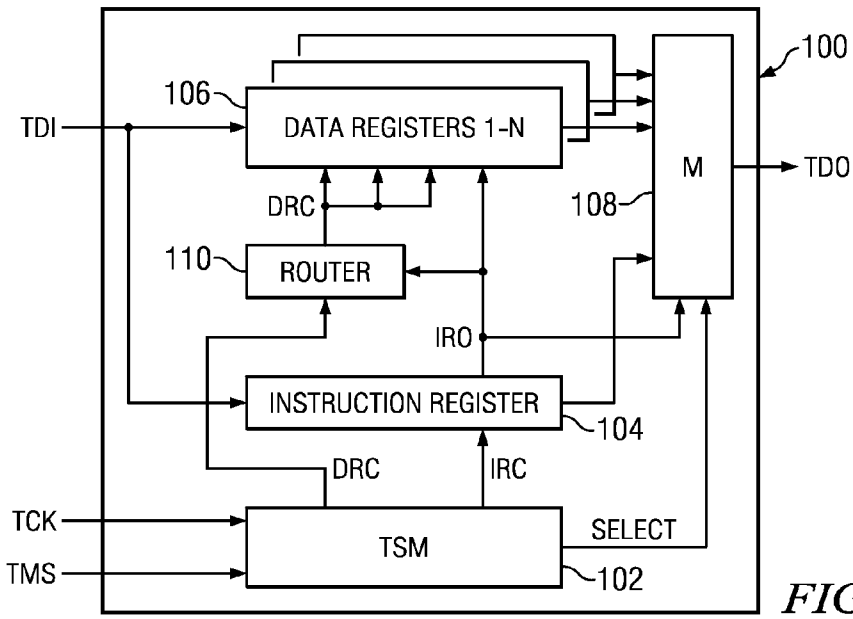 100
106
TDI
DATA REGISTERS 1-N
M
TDO
108
DRC
110
ROUTER
IRO
INSTRUCTION REGISTER
104
DRC
IRC
TCK
SELECT
TSM
TMS
102
FIG